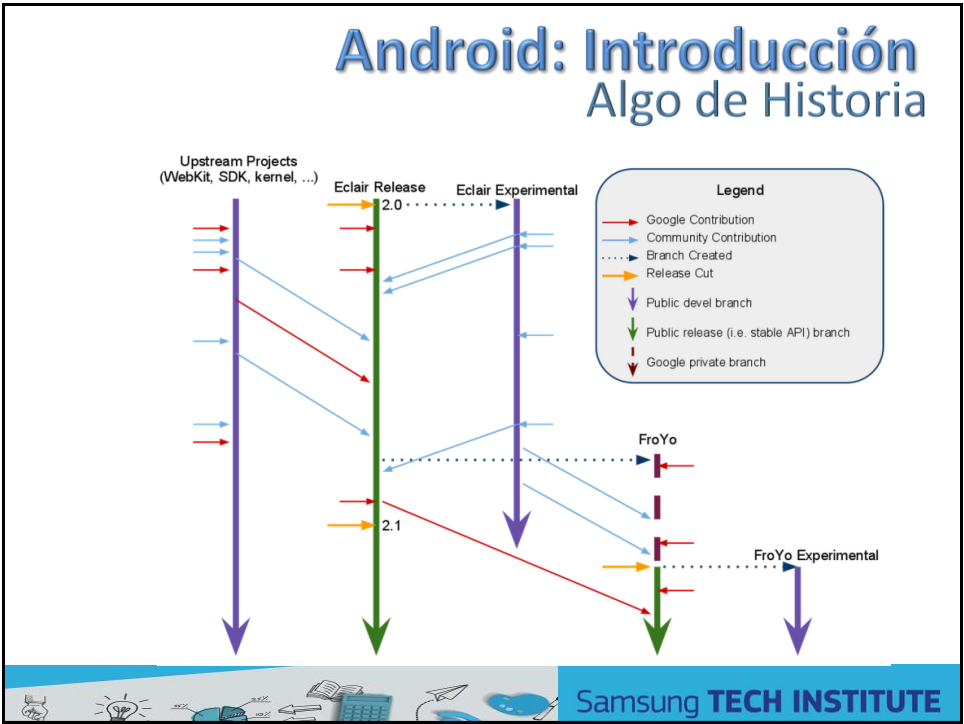 Android: Introducción
Algo de Historia
Upstream Projects
(WebKit, SDK, kernel, ...)
Eclair Release
Eclair Experimental
2.0
Legend
Google Contribution
Community Contribution
Branch Created
Release Cut
Public devel branch
Public release (i.e. stable API) branch
Google private branch
FroYo
2.1
FroYo Experimental
Samsung TECH INSTITUTE